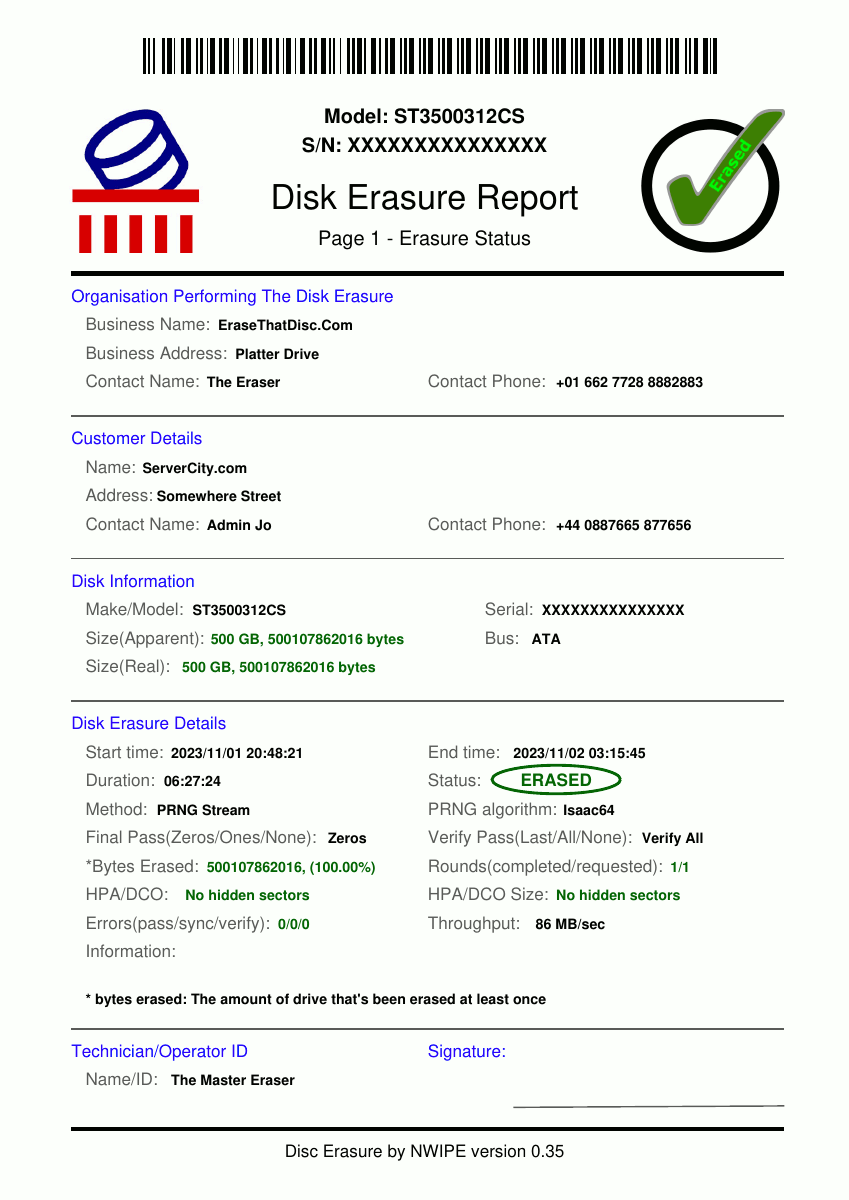 Model: ST3500312CS
S/N: XXXXXXXXXXXXXXX
Erased
Disk Erasure Report
Page 1 - Erasure Status
Organisation Performing The Disk Erasure
Business Name: EraseThatDisc.Com
Business Address: Platter Drive
Contact Name: The Eraser Contact Phone: +01 662 7728 8882883
Customer Details
Name: ServerCity.com
Address: Somewhere Street
Contact Name: Admin Jo Contact Phone: +44 0887665 877656
Disk Information
Make/Model: ST3500312CS Serial: XXXXXXXXXXXXXXX
Size(Apparent): 500 GB, 500107862016 bytes Bus: ATA
Size(Real): 500 GB, 500107862016 bytes
Disk Erasure Details
Start time: 2023/11/01 20:48:21 End time: 2023/11/02 03:15:45
Duration: 06:27:24 Status: ERASED
Method: PRNG Stream PRNG algorithm: Isaac64
Final Pass(Zeros/Ones/None): Zeros Verify Pass(Last/All/None): Verify All
*Bytes Erased: 500107862016, (100.00%) Rounds(completed/requested): 1/1
HPA/DCO: No hidden sectors HPA/DCO Size: No hidden sectors
Errors(pass/sync/verify): 0/0/0 Throughput: 86 MB/sec
Information:
* bytes erased: The amount of drive that's been erased at least once
Technician/Operator ID Signature:
Name/ID: The Master Eraser
Disc Erasure by NWIPE version 0.35